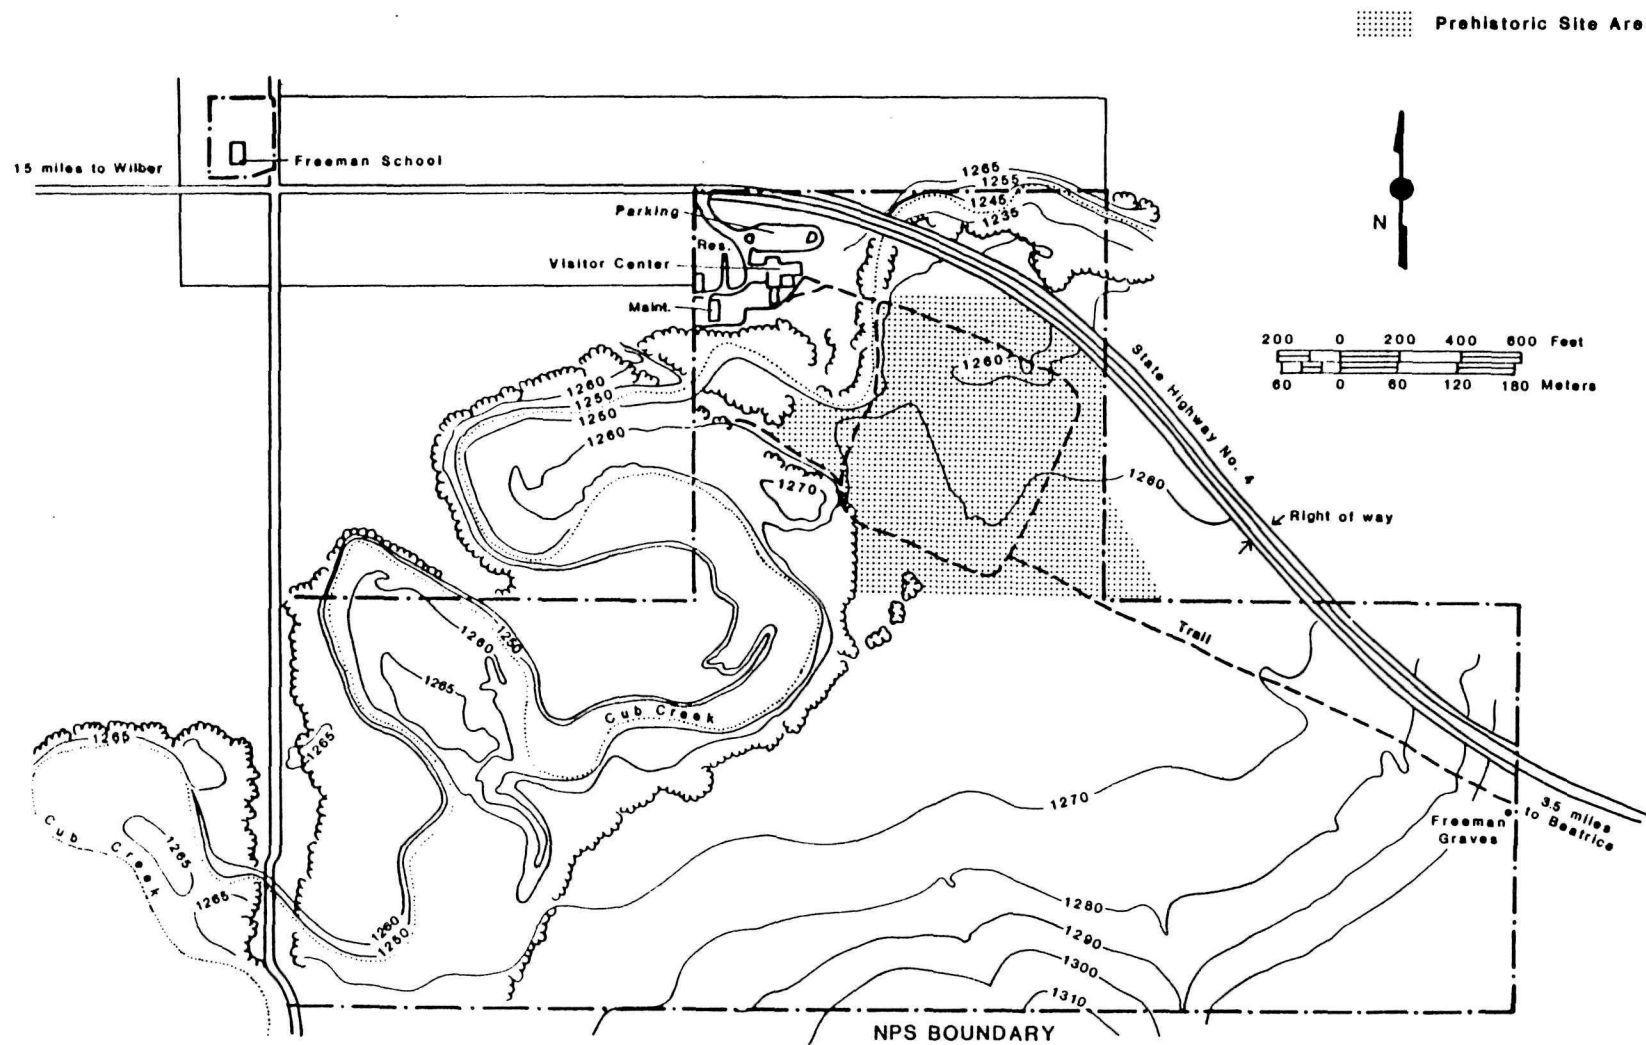 Prehistoric Site Are
15 miles to Wilber
Freeman School
1265
1255
1245
1235
Parking
N
Res.
Visitor Center
Maint.
200 0 200 400 600 Feet
60 0 60 120 180 Meters
State Highway No. 4
1260
1260
1250
1260
1260
1270
1260
Right of way
1250
1260
Trail
1265
Cub Creek
1265
1265
1270
3.5 miles
to Beatrice
Freeman
Graves
Cub
Creek
1265
1265
1280
1260
1250
1290
1300
1310
NPS BOUNDARY